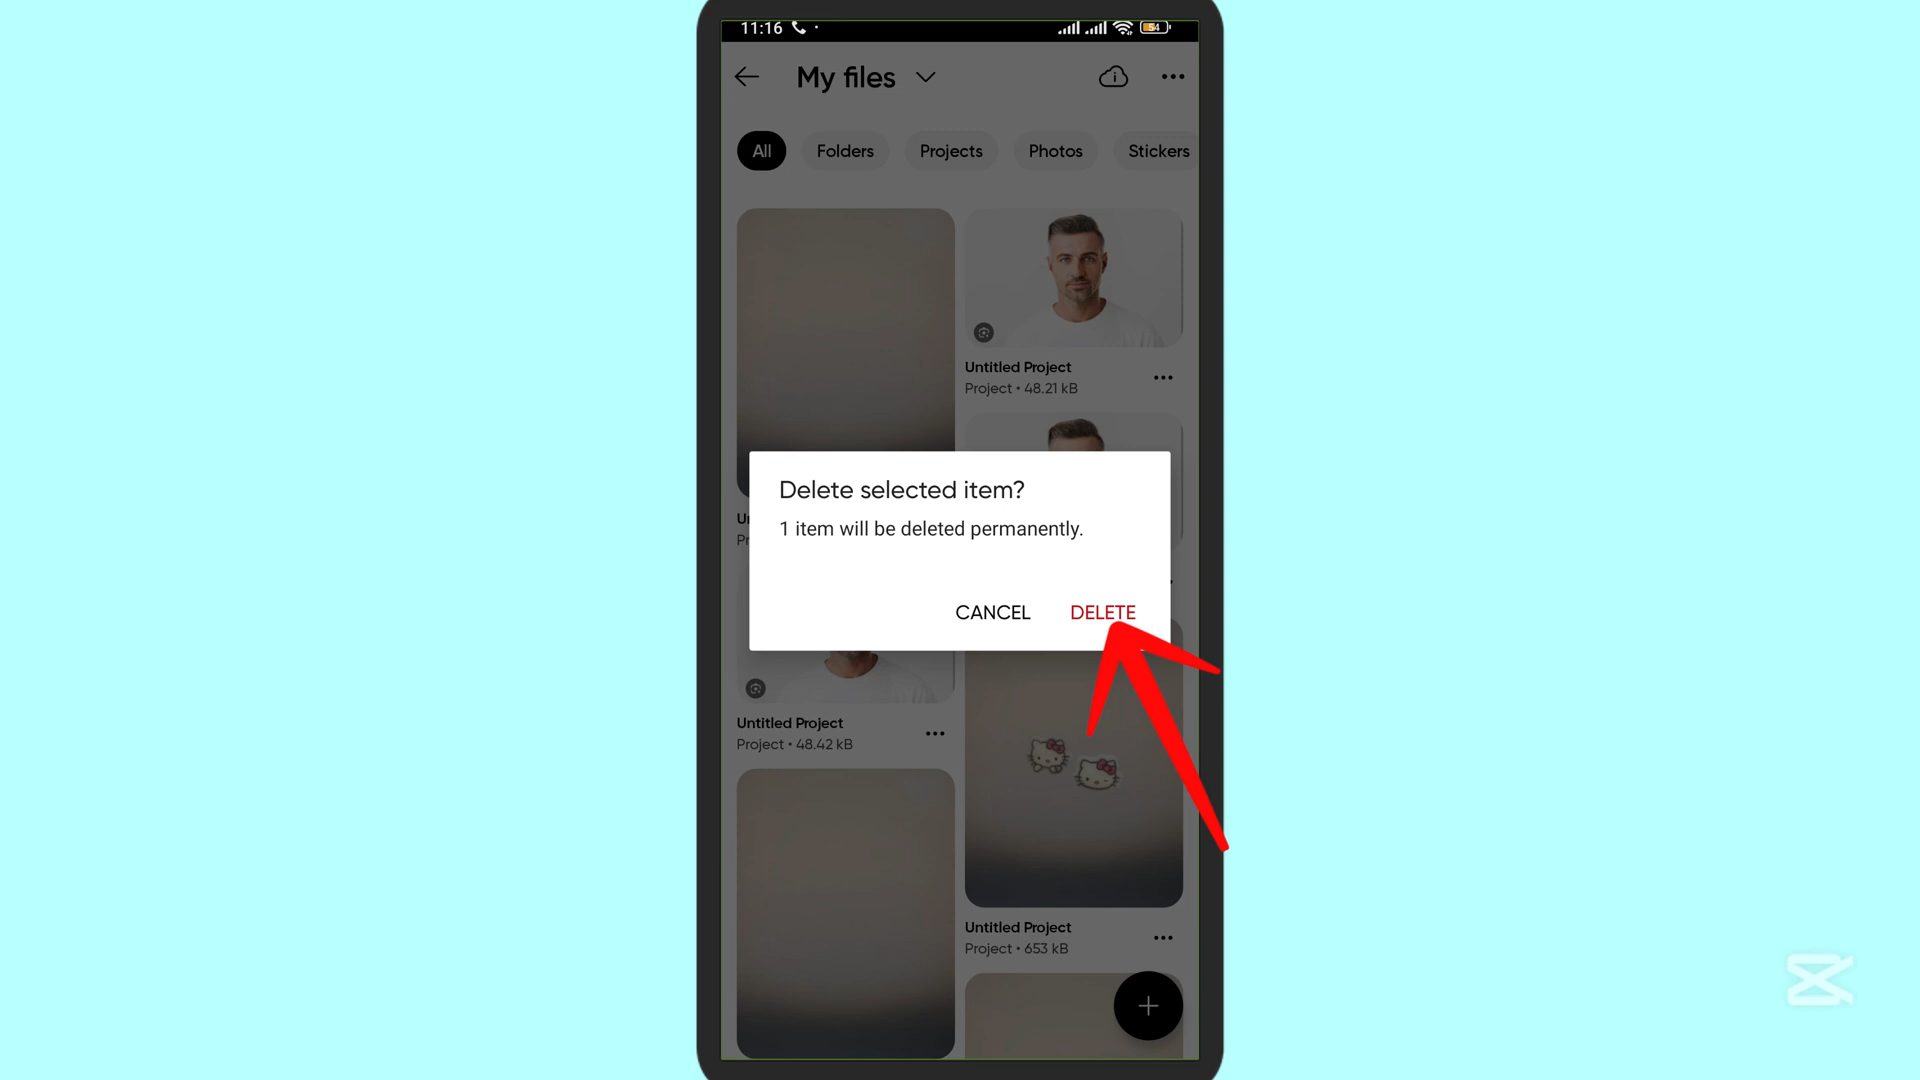 11:16
54
My files
All Folders Projects Photos Stickers
Untitled Project
Project • 48.21 kB
Delete selected item?
1 item will be deleted permanently.
CANCEL DELETE
Untitled Project
Project • 48.42 kB
Untitled Project
Project • 653 kB